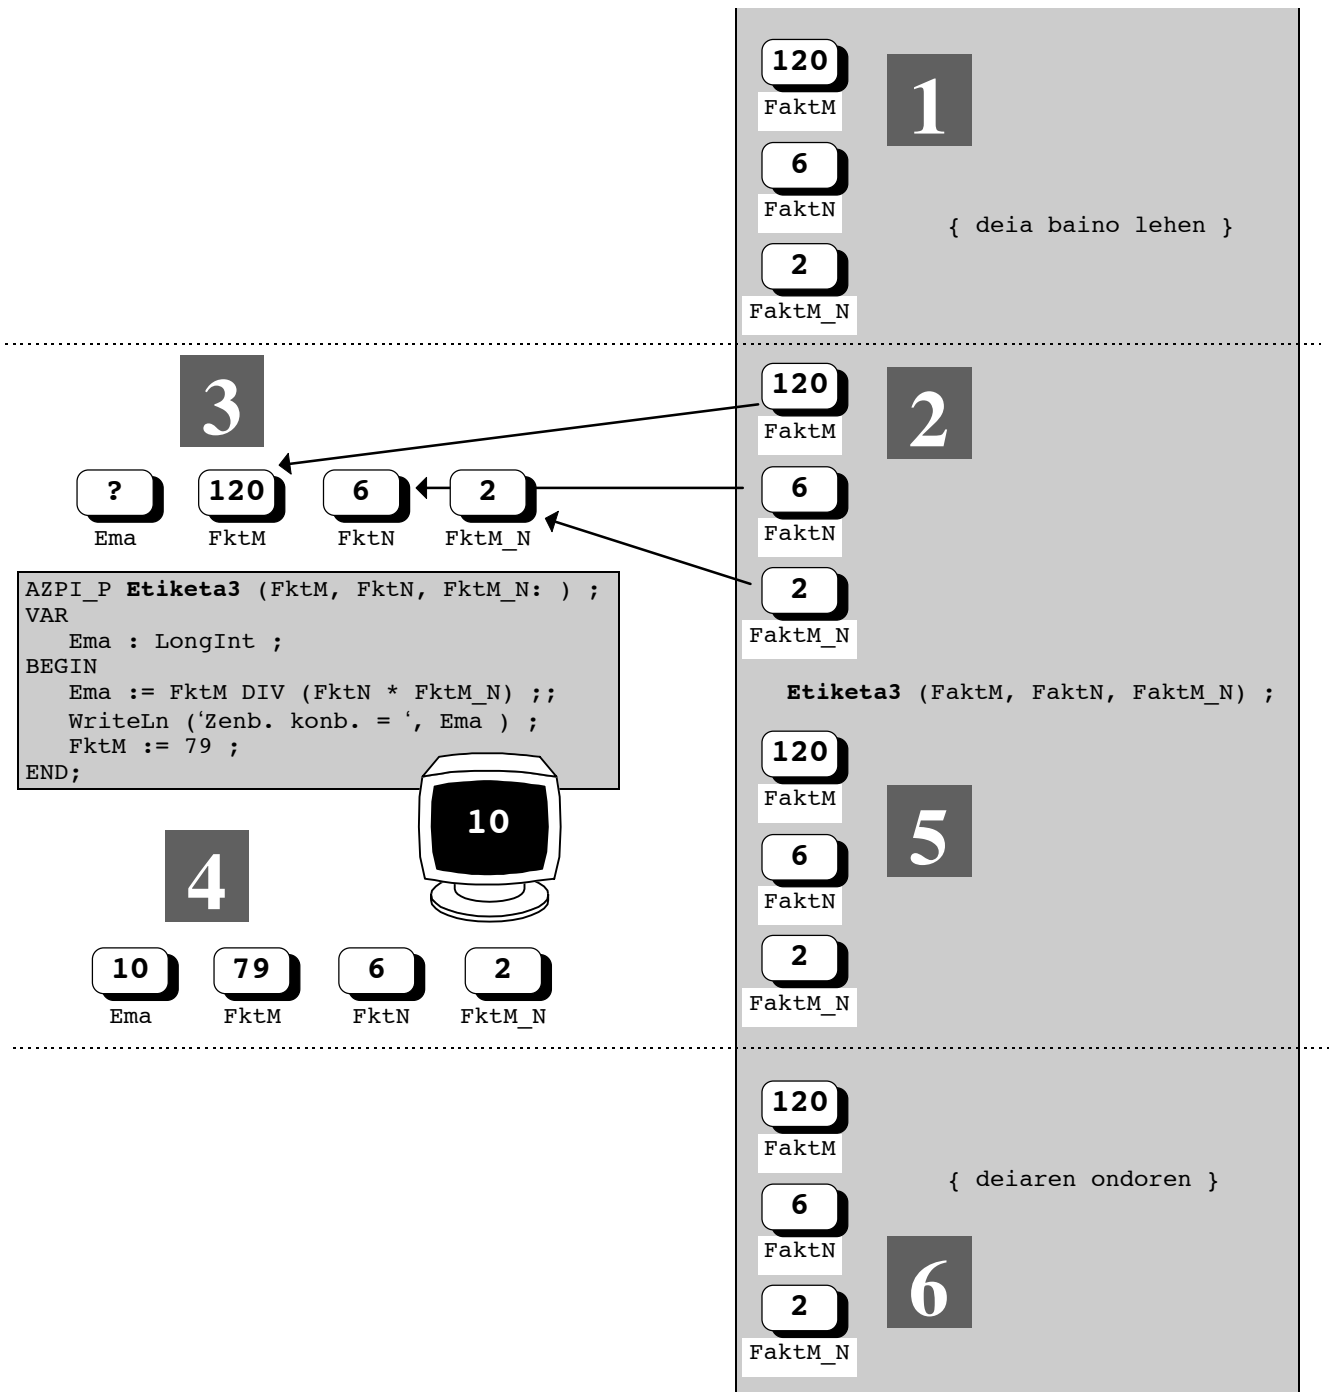 120
FaktM
1
6
FaktN
{ deia baino lehen }
2
FaktM_N
3
120
FaktM
2
? 120 6 2
Ema FktM FktN FktM_N
6
FaktN
2
FaktM_N
AZPI_P Etiketa3 (FktM, FktN, FktM_N: ) ;
VAR
Ema : LongInt ;
BEGIN
Ema := FktM DIV (FktN * FktM_N) ;;
WriteLn (‘Zenb. konb. = ‘, Ema ) ;
FktM := 79 ;
END;
10
Etiketa3 (FaktM, FaktN, FaktM_N) ;
120
FaktM
5
6
FaktN
2
FaktM_N
4
10 79 6 2
Ema FktM FktN FktM_N
120
FaktM
{ deiaren ondoren }
6
FaktN
6
2
FaktM_N